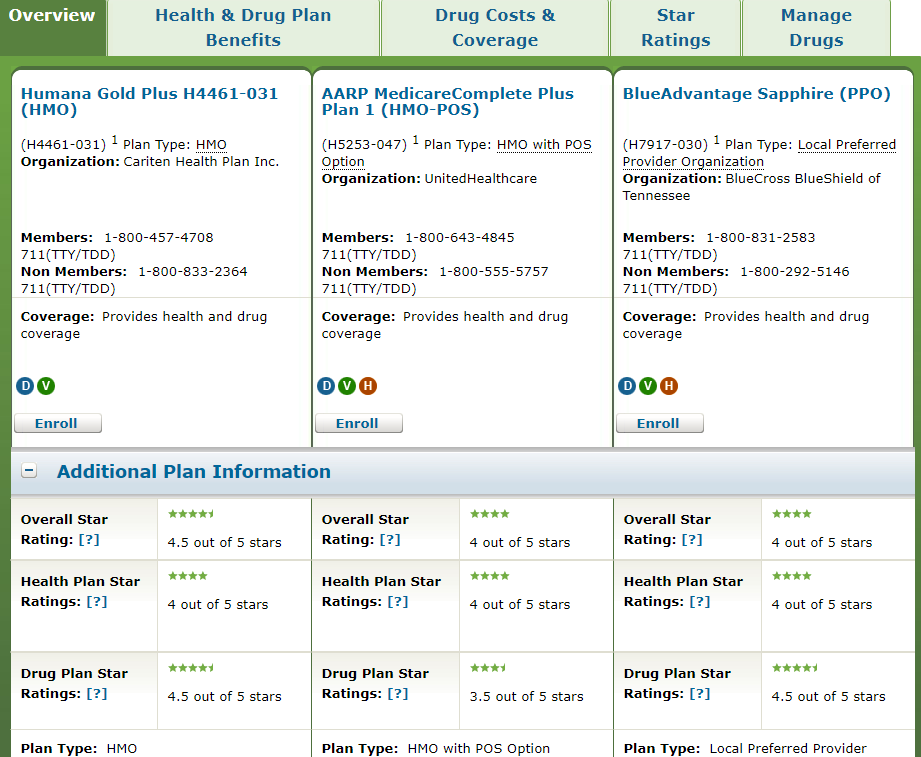 Overview
Health & Drug Plan
Benefits
Drug Costs &
Coverage
Star
Ratings
Manage
Drugs
Humana Gold Plus H4461-031
(HMO)
(H4461-031) 1 Plan Type: HMO
Organization: Cariten Health Plan Inc.
Members: 1-800-457-4708
711(TTY/TDD)
Non Members: 1-800-833-2364
711(TTY/TDD)
Coverage: Provides health and drug
coverage
D V
Enroll
AARP MedicareComplete Plus
Plan 1 (HMO-POS)
(H5253-047) 1 Plan Type: HMO with POS
Option
Organization: UnitedHealthcare
Members: 1-800-643-4845
711(TTY/TDD)
Non Members: 1-800-555-5757
711(TTY/TDD)
Coverage: Provides health and drug
coverage
D V H
Enroll
BlueAdvantage Sapphire (PPO)
(H7917-030) 1 Plan Type: Local Preferred
Provider Organization
Organization: BlueCross BlueShield of
Tennessee
Members: 1-800-831-2583
711(TTY/TDD)
Non Members: 1-800-292-5146
711(TTY/TDD)
Coverage: Provides health and drug
coverage
D V H
Enroll
Additional Plan Information
Overall Star
Rating: [?]
4.5 out of 5 stars
Overall Star
Rating: [?]
4 out of 5 stars
Overall Star
Rating: [?]
4 out of 5 stars
Health Plan Star
Ratings: [?]
4 out of 5 stars
Health Plan Star
Ratings: [?]
4 out of 5 stars
Health Plan Star
Ratings: [?]
4 out of 5 stars
Drug Plan Star
Ratings: [?]
4.5 out of 5 stars
Drug Plan Star
Ratings: [?]
3.5 out of 5 stars
Drug Plan Star
Ratings: [?]
4.5 out of 5 stars
Plan Type: HMO
Plan Type: HMO with POS Option
Plan Type: Local Preferred Provider